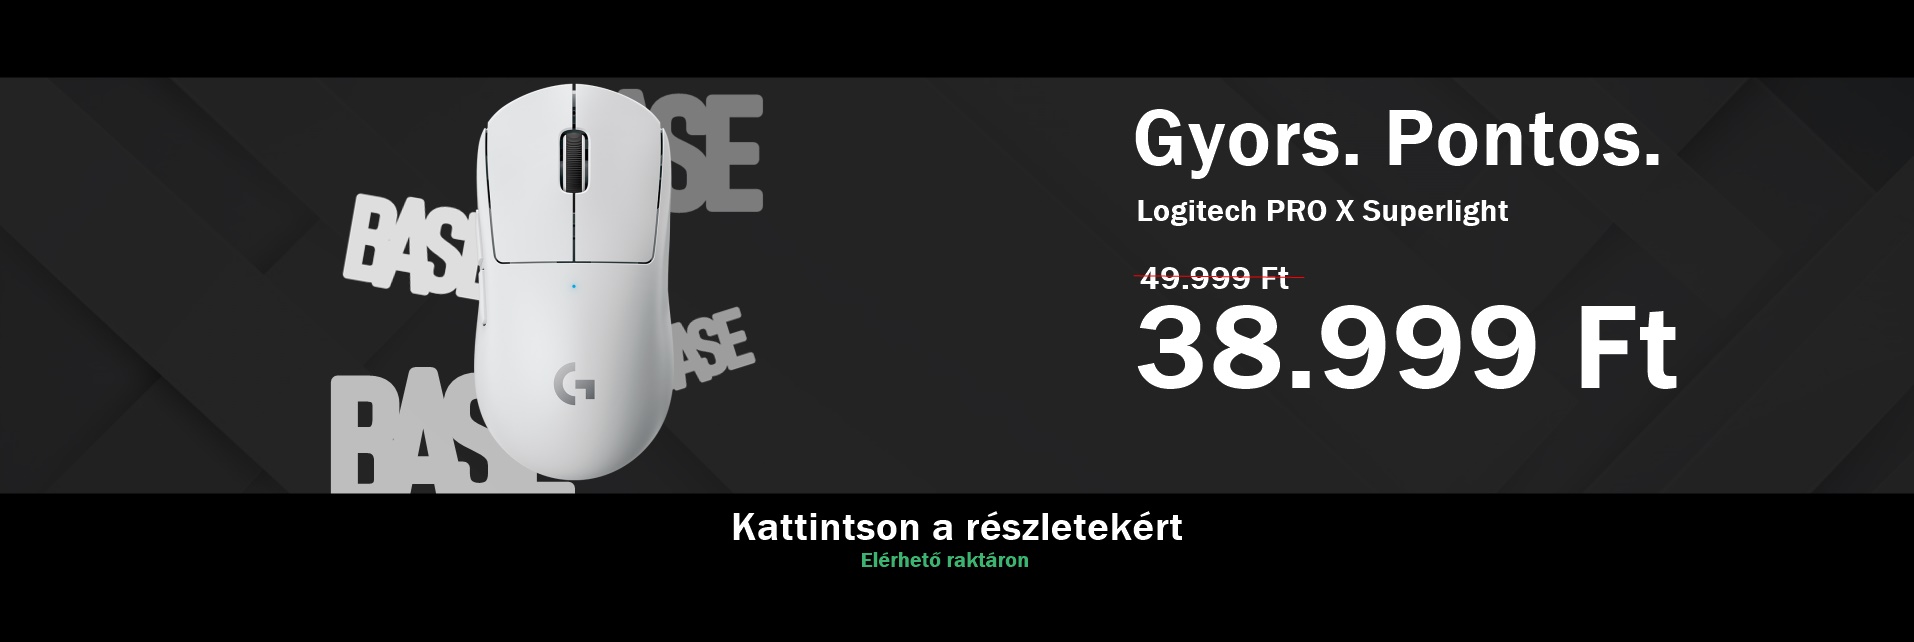 BASE
BASE
BASE
BASE
Gyors. Pontos.
Logitech PRO X Superlight
49.999 Ft
38.999 Ft
Kattintson a részletekért
Elérhető raktáron